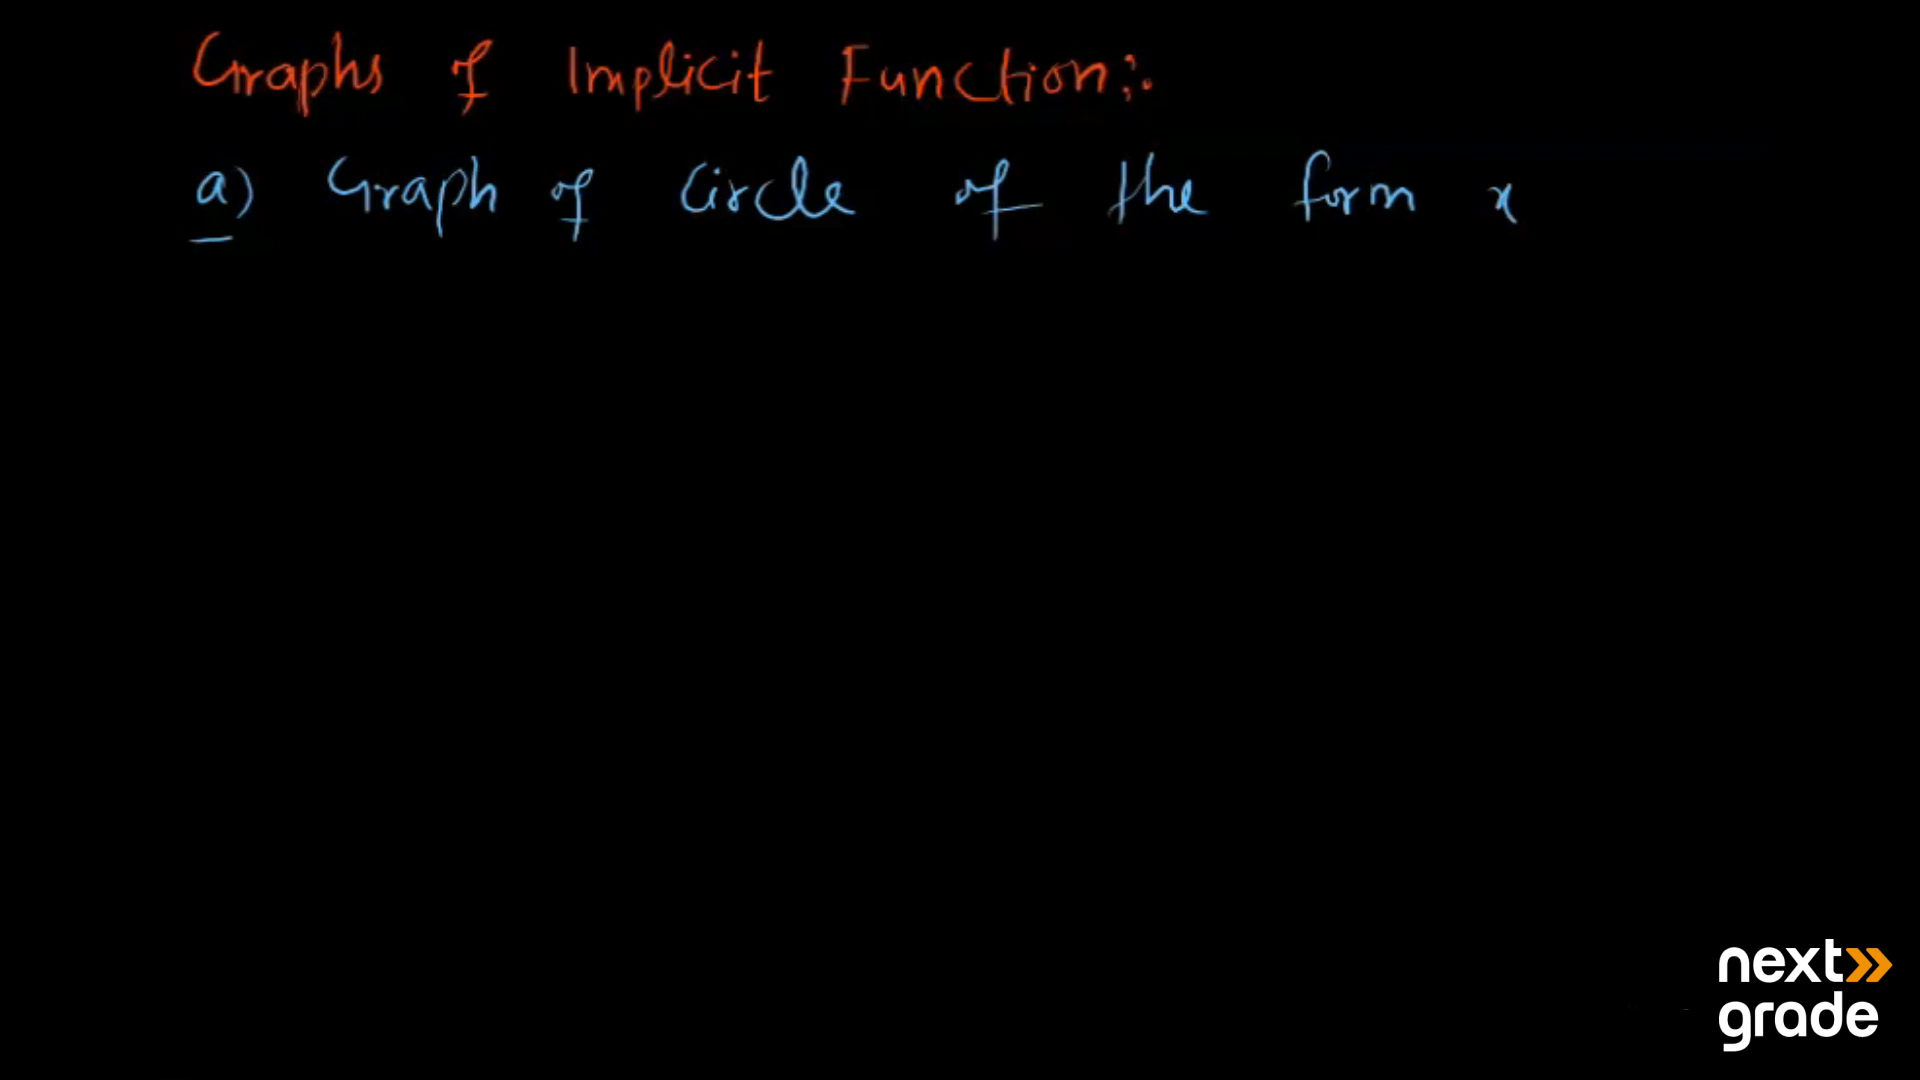 Graphs of Implicit Function:-
a) Graph of Circle of the form x
next
grade